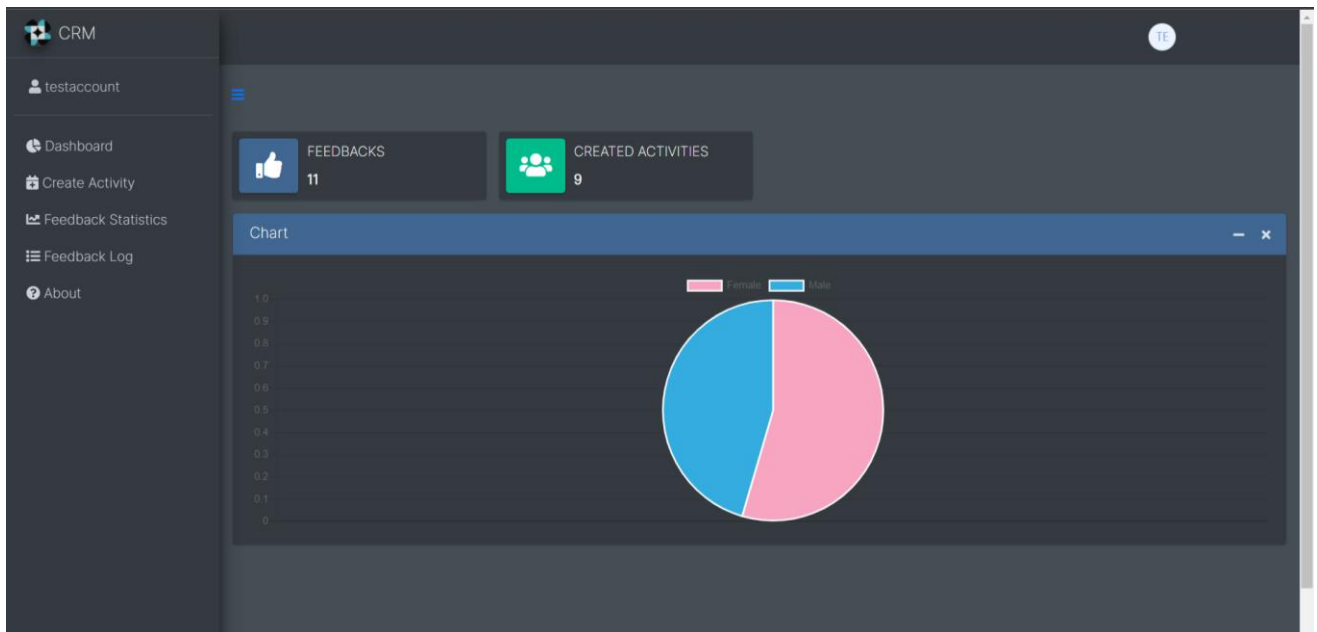 CRM
TE
testaccount
Dashboard
Create Activity
Feedback Statistics
Feedback Log
About
FEEDBACKS
11
CREATED ACTIVITIES
9
Chart
Female Male
1.0
0.9
0.8
0.7
0.6
0.5
0.4
0.3
0.2
0.1
0